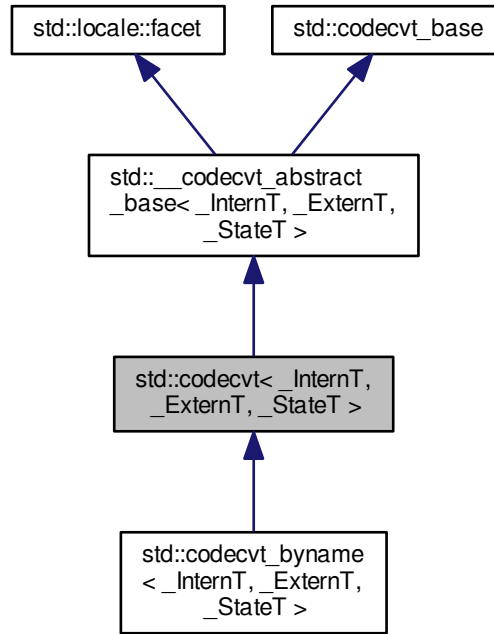 std::locale::facet
std::codecvt_base
std::__codecvt_abstract
_base< _InternT, _ExternT,
_StateT >
std::codecvt< _InternT,
_ExternT, _StateT >
std::codecvt_byname
< _InternT, _ExternT,
_StateT >